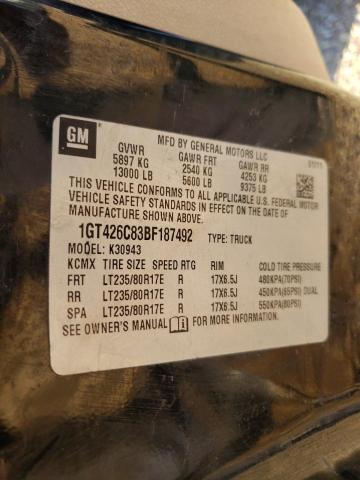 GM
MFD BY GENERAL MOTORS LLC
GVWR GAWR FRT GAWR RR
5897 KG 2540 KG 4253 KG
13000 LB 5600 LB 9375 LB
THIS VEHICLE CONFORMS TO ALL APPLICABLE U.S. FEDERAL MOTOR
VEHICLE SAFETY STANDARDS IN EFFECT ON THE DATE OF
MANUFACTURE SHOWN ABOVE.
1GT426C83BF187492 TYPE: TRUCK
MODEL: K30943
KCMX TIRE SIZE SPEED RTG RIM COLD TIRE PRESSURE
FRT LT235/80R17E R 17X6.5J 480KPA(70PSI)
RR LT235/80R17E R 17X6.5J 450KPA(65PSI) DUAL
SPA LT235/80R17E R 17X6.5J 550KPA(80PSI)
SEE OWNER'S MANUAL FOR MORE INFORMATION.